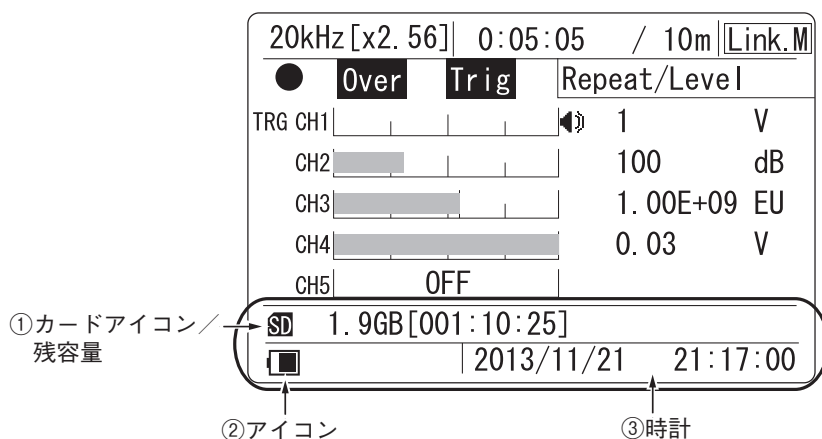 20kHz[x2.56] 0:05:05 / 10m Link.M
● Over Trig Repeat/Level
TRG CH1 1 V
CH2 100 dB
CH3 1.00E+09 EU
CH4 0.03 V
CH5 OFF
SD 1.9GB[001:10:25]
2013/11/21 21:17:00
①カードアイコン/
残容量
②アイコン
③時計